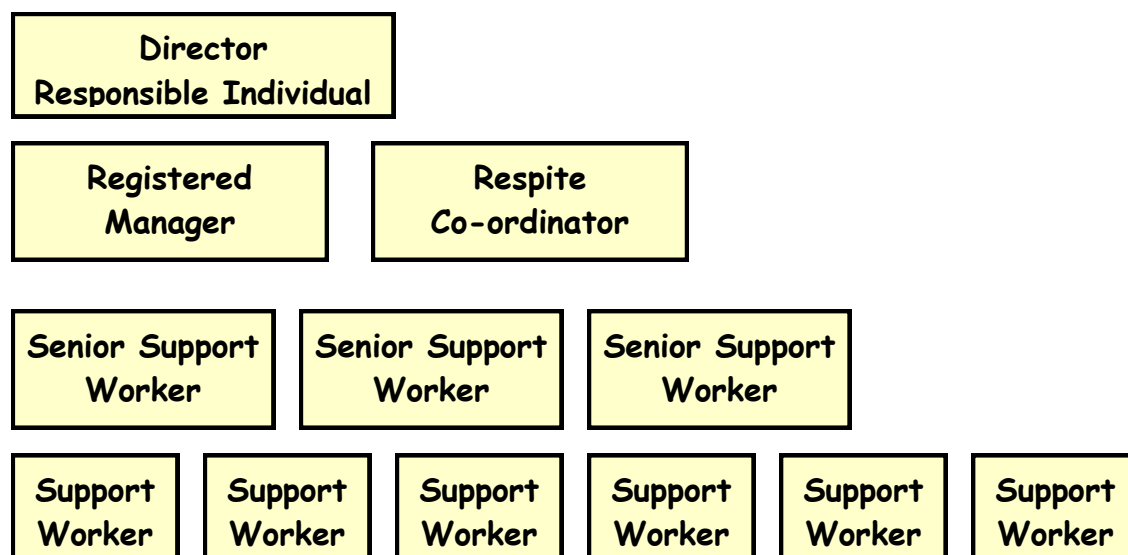 Director
Responsible Individual
Registered
Manager
Respite
Co-ordinator
Senior Support
Worker
Senior Support
Worker
Senior Support
Worker
Support
Worker
Support
Worker
Support
Worker
Support
Worker
Support
Worker
Support
Worker